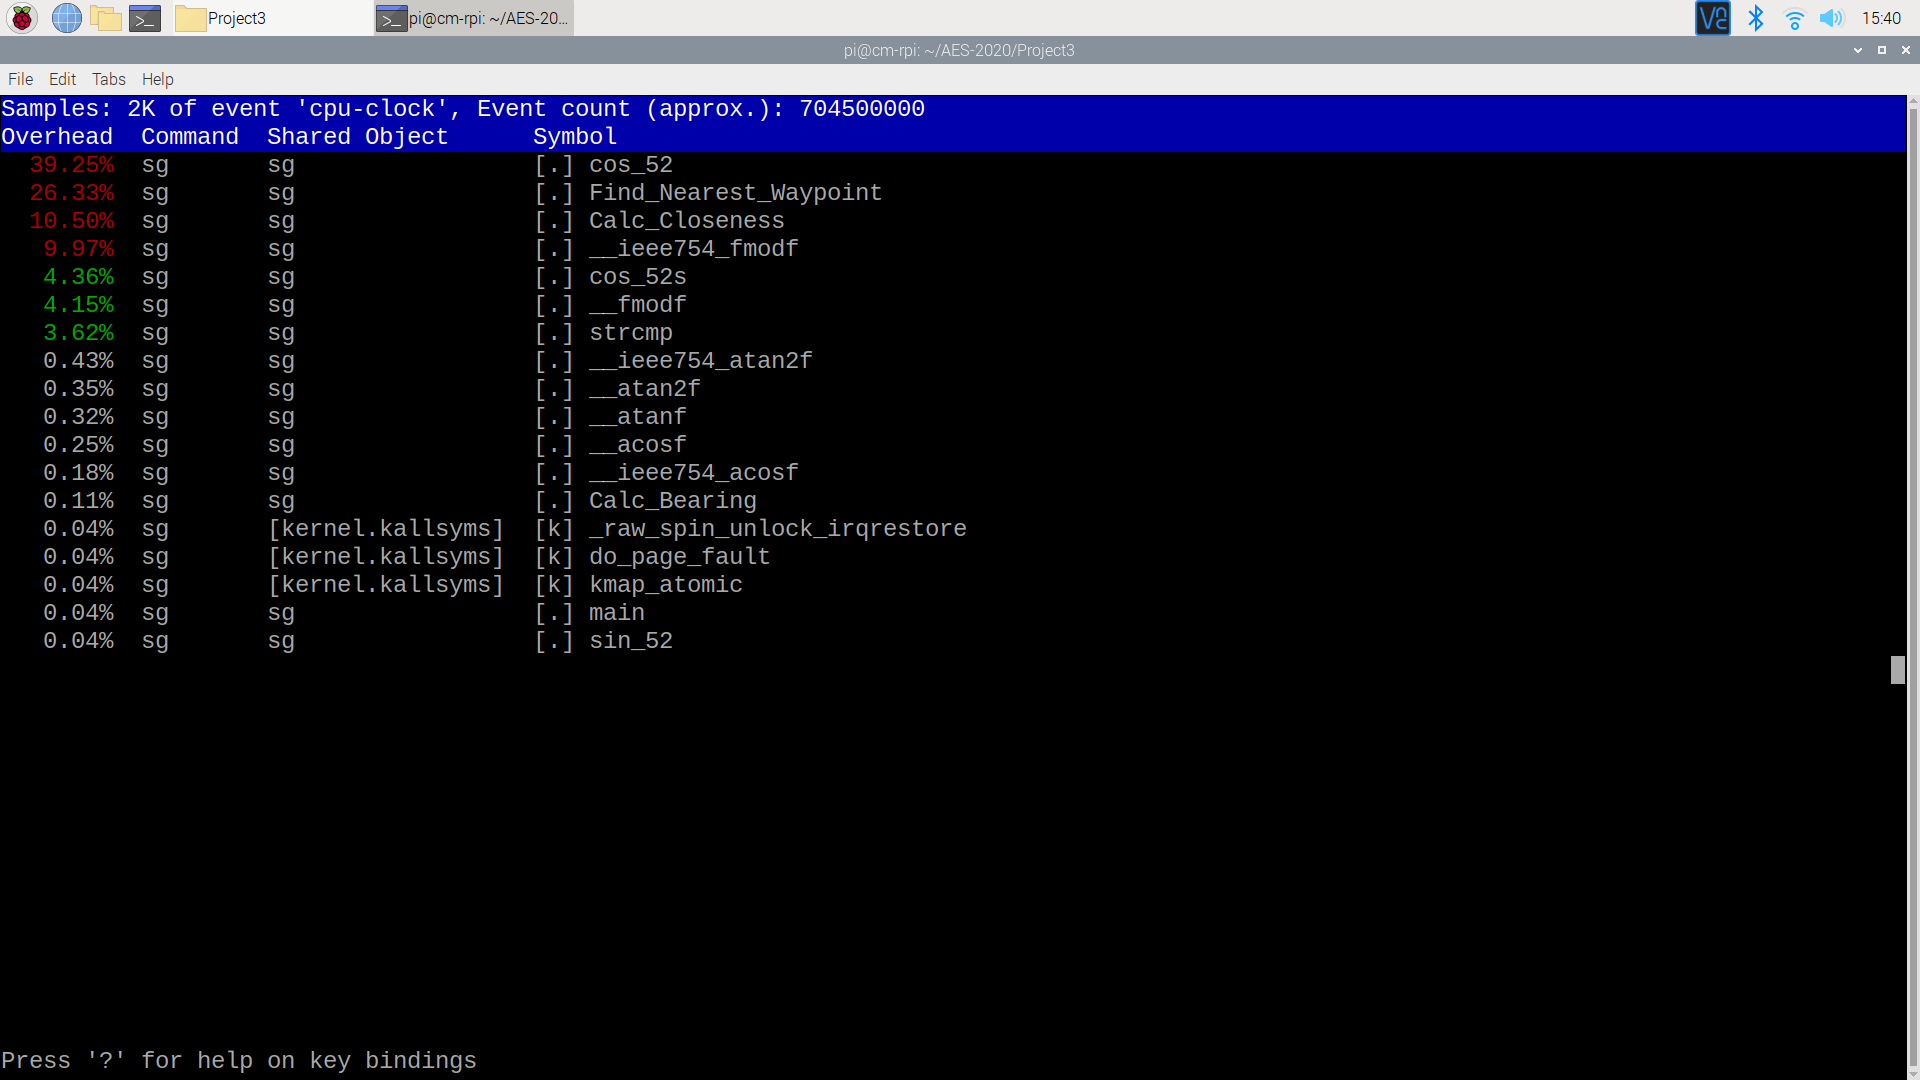 Project3
pi@cm-rpi: ~/AES-20...
15:40
pi@cm-rpi: ~/AES-2020/Project3
File Edit Tabs Help
Samples: 2K of event 'cpu-clock', Event count (approx.): 704500000
Overhead  Command  Shared Object      Symbol
39.25%  sg       sg                 [.] cos_52
26.33%  sg       sg                 [.] Find_Nearest_Waypoint
10.50%  sg       sg                 [.] Calc_Closeness
9.97%  sg       sg                 [.] __ieee754_fmodf
4.36%  sg       sg                 [.] cos_52s
4.15%  sg       sg                 [.] __fmodf
3.62%  sg       sg                 [.] strcmp
0.43%  sg       sg                 [.] __ieee754_atan2f
0.35%  sg       sg                 [.] __atan2f
0.32%  sg       sg                 [.] __atanf
0.25%  sg       sg                 [.] __acosf
0.18%  sg       sg                 [.] __ieee754_acosf
0.11%  sg       sg                 [.] Calc_Bearing
0.04%  sg       [kernel.kallsyms]  [k] _raw_spin_unlock_irqrestore
0.04%  sg       [kernel.kallsyms]  [k] do_page_fault
0.04%  sg       [kernel.kallsyms]  [k] kmap_atomic
0.04%  sg       sg                 [.] main
0.04%  sg       sg                 [.] sin_52
Press '?' for help on key bindings